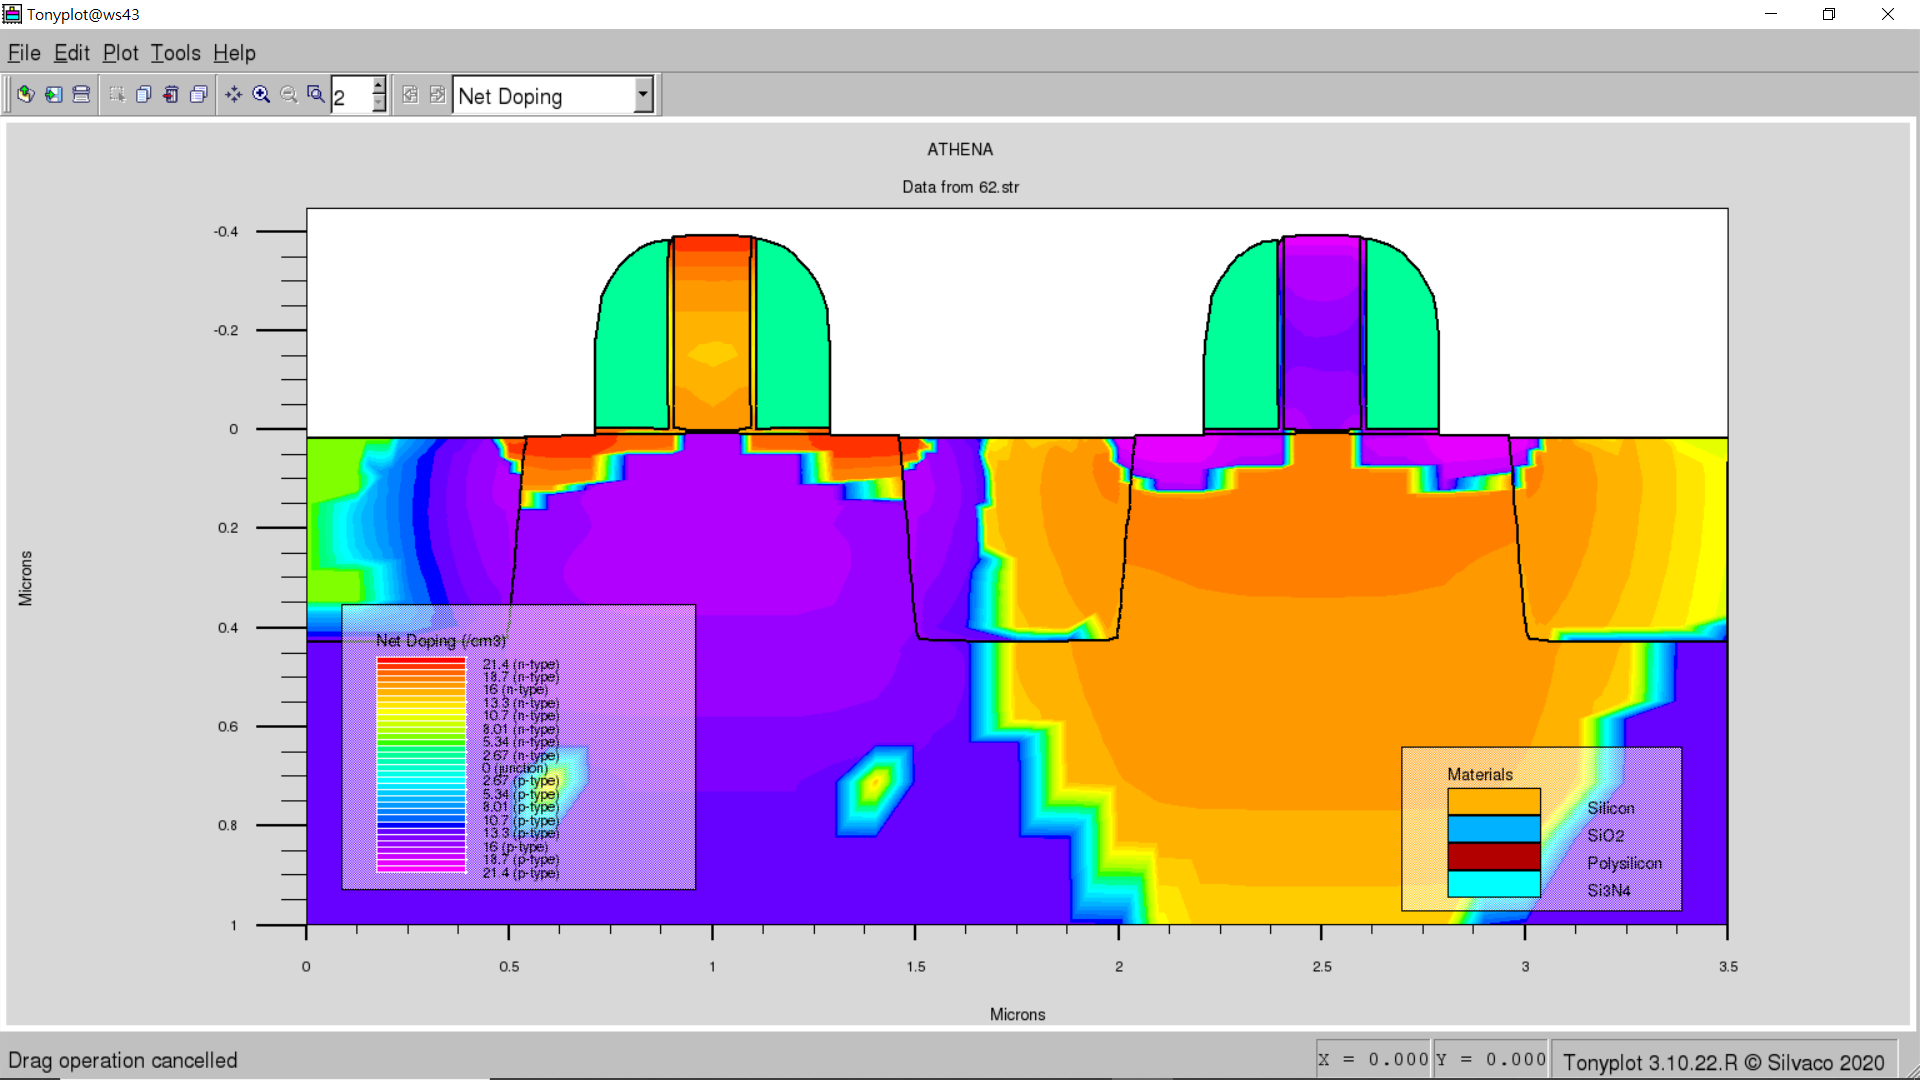 Tonyplot@ws43
File Edit Plot Tools Help
2 Net Doping
ATHENA
Data from 62.str
-0.4
-0.2
0
0.2
0.4
0.6
0.8
1
Microns
Net Doping (/cm3)
21.4 (n-type)
18.7 (n-type)
16 (n-type)
13.3 (n-type)
10.7 (n-type)
8.01 (n-type)
5.34 (n-type)
2.67 (n-type)
0 (junction)
2.67 (p-type)
5.34 (p-type)
8.01 (p-type)
10.7 (p-type)
13.3 (p-type)
16 (p-type)
18.7 (p-type)
21.4 (p-type)
Materials
Silicon
SiO2
Polysilicon
Si3N4
0 0.5 1 1.5 2 2.5 3 3.5
Microns
Drag operation cancelled X = 0.000 Y = 0.000 Tonyplot 3.10.22.R © Silvaco 2020